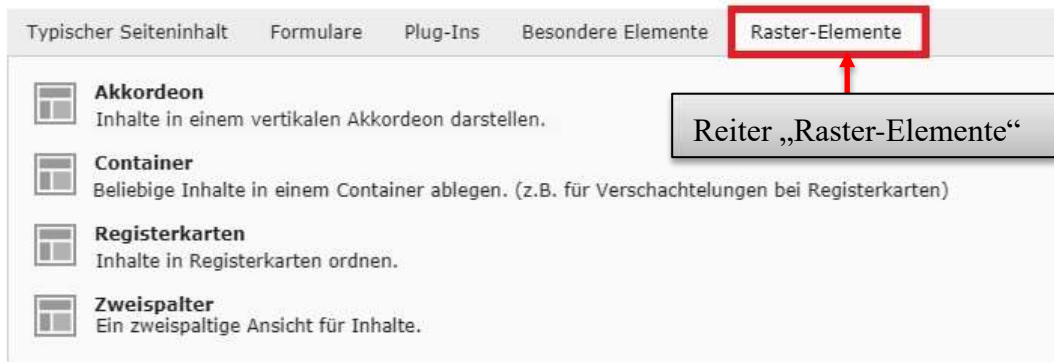 Typischer Seiteninhalt Formulare Plug-Ins Besondere Elemente Raster-Elemente
Akkordeon
Inhalte in einem vertikalen Akkordeon darstellen.
Reiter „Raster-Elemente“
Container
Beliebige Inhalte in einem Container ablegen. (z.B. für Verschachtelungen bei Registerkarten)
Registerkarten
Inhalte in Registerkarten ordnen.
Zweispalter
Ein zweispaltige Ansicht für Inhalte.